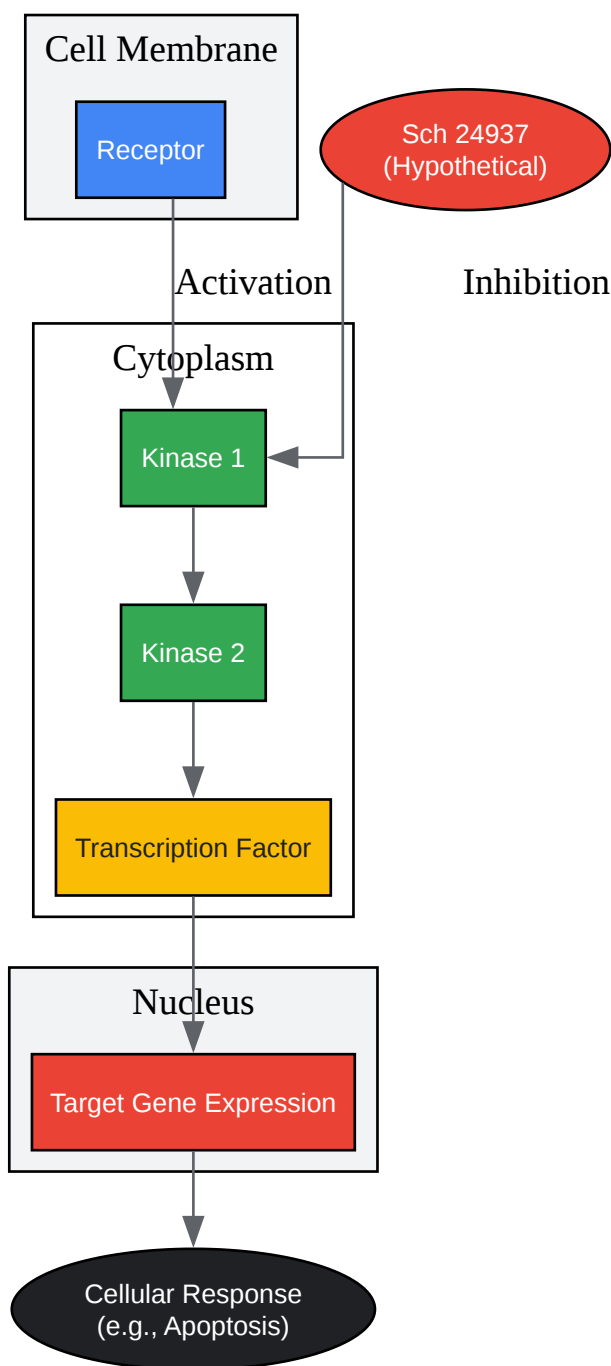 Cell Membrane
Receptor
Sch 24937
(Hypothetical)
Activation
Inhibition
Cytoplasm
Kinase 1
Kinase 2
Transcription Factor
Nucleus
Target Gene Expression
Cellular Response
(e.g., Apoptosis)